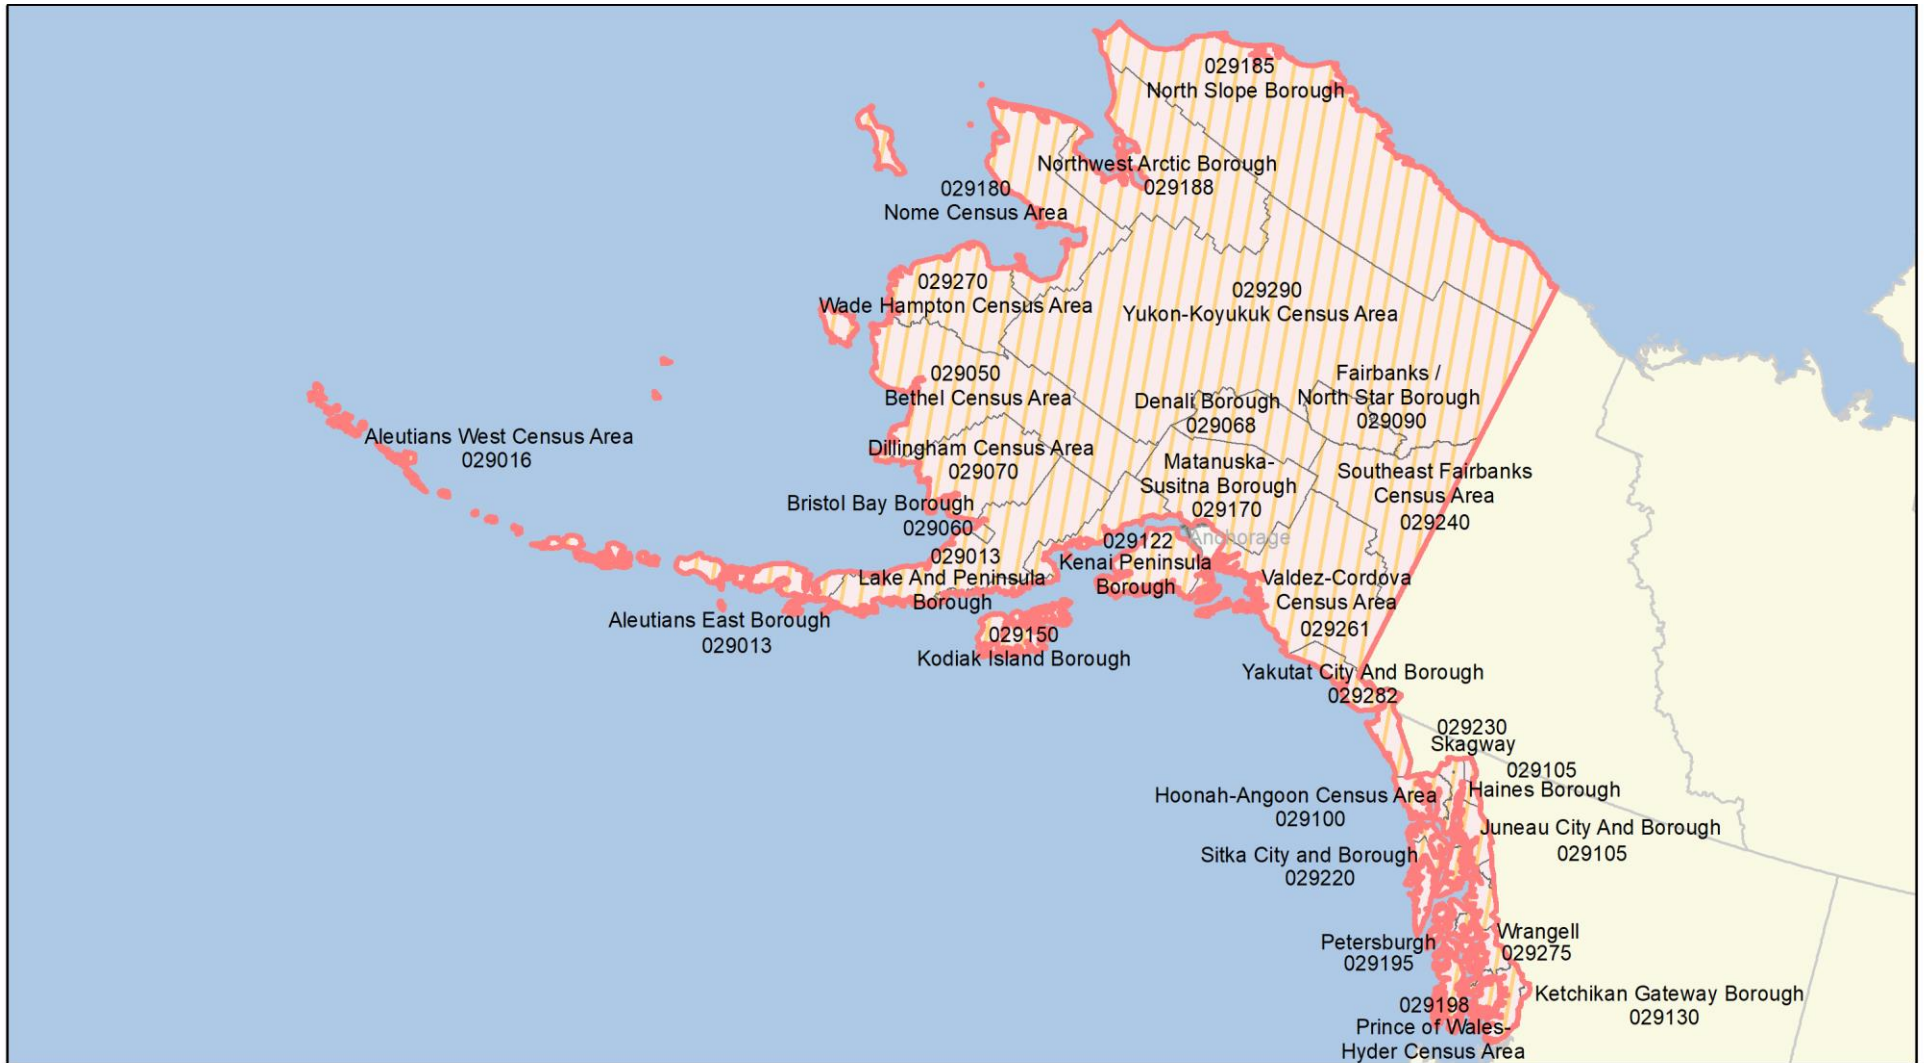 029185
North Slope Borough
Northwest Arctic Borough
029188
029180
Nome Census Area
029270
Wade Hampton Census Area
029290
Yukon-Koyukuk Census Area
029050
Bethel Census Area
Fairbanks /
North Star Borough
029090
Denali Borough
029068
Aleutians West Census Area
029016
Dillingham Census Area
029070
Matanuska-
Susitna Borough
029170
Southeast Fairbanks
Census Area
029240
Bristol Bay Borough
029060
Anchorage
029122
Kenai Peninsula
Borough
029013
Lake And Peninsula
Borough
Valdez-Cordova
Census Area
029261
Aleutians East Borough
029013
029150
Kodiak Island Borough
Yakutat City And Borough
029282
029230
Skagway
029105
Haines Borough
Hoonah-Angoon Census Area
029100
Juneau City And Borough
029105
Sitka City and Borough
029220
Petersburgh
029195
Wrangell
029275
029198
Prince of Wales-
Hyder Census Area
Ketchikan Gateway Borough
029130